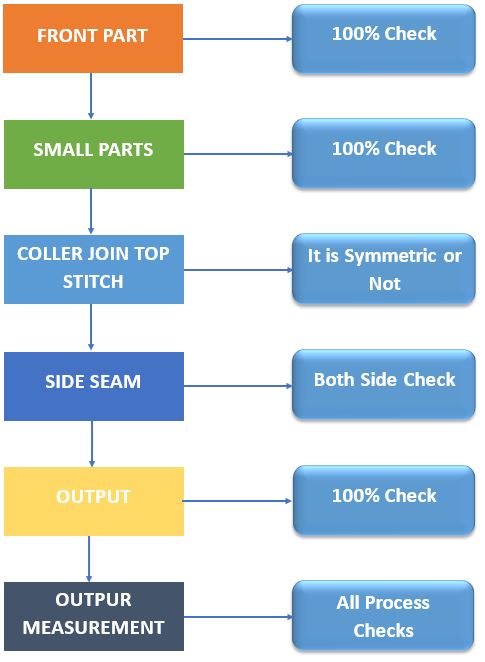 FRONT PART
100% Check
SMALL PARTS
100% Check
COLLER JOIN TOP
STITCH
It is Symmetric or
Not
SIDE SEAM
Both Side Check
OUTPUT
100% Check
OUTPUR
MEASUREMENT
All Process
Checks